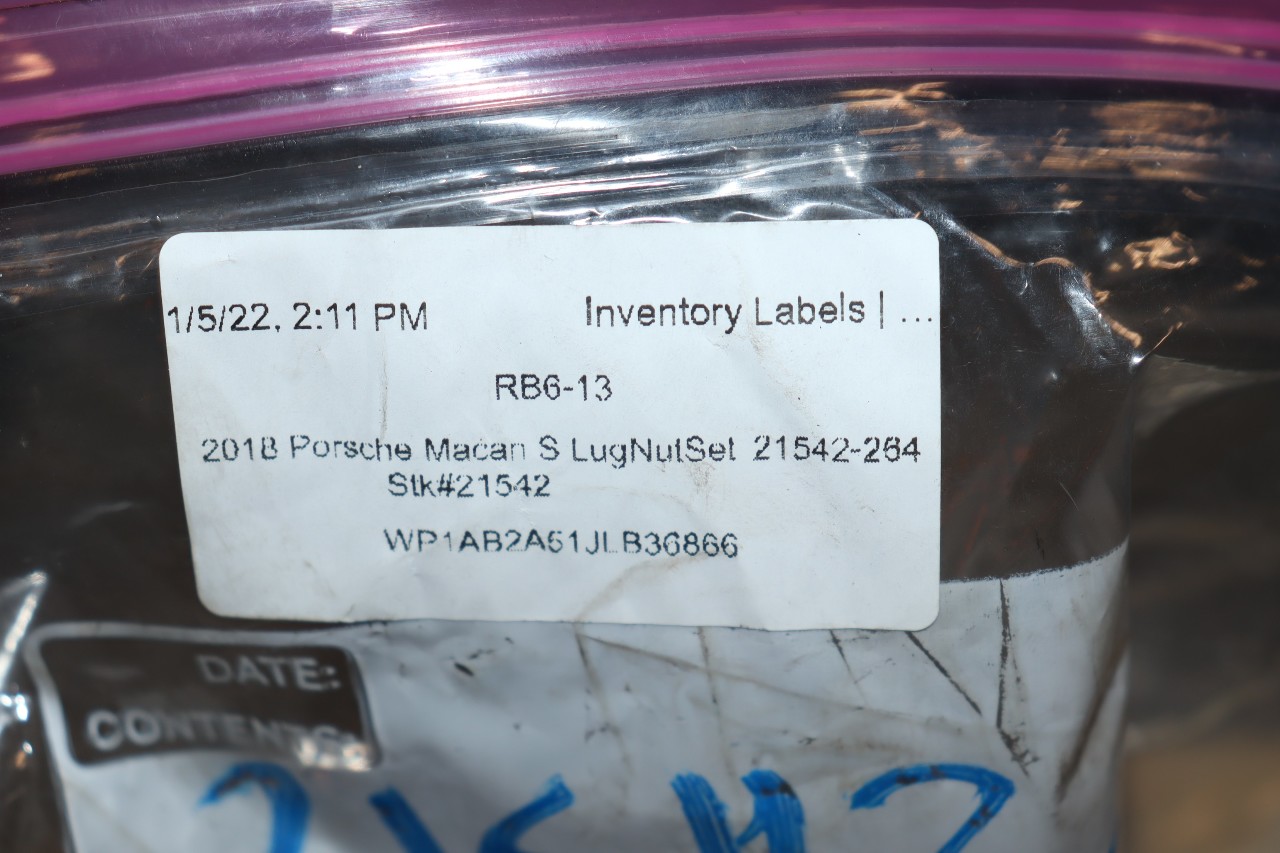 1/5/22, 2:11 PM Inventory Labels | ...
RB6-13
2018 Porsche Macan S LugNutSet 21542-264
Stk#21542
WP1AB2A51JLB36866
DATE:
CONTENTS: